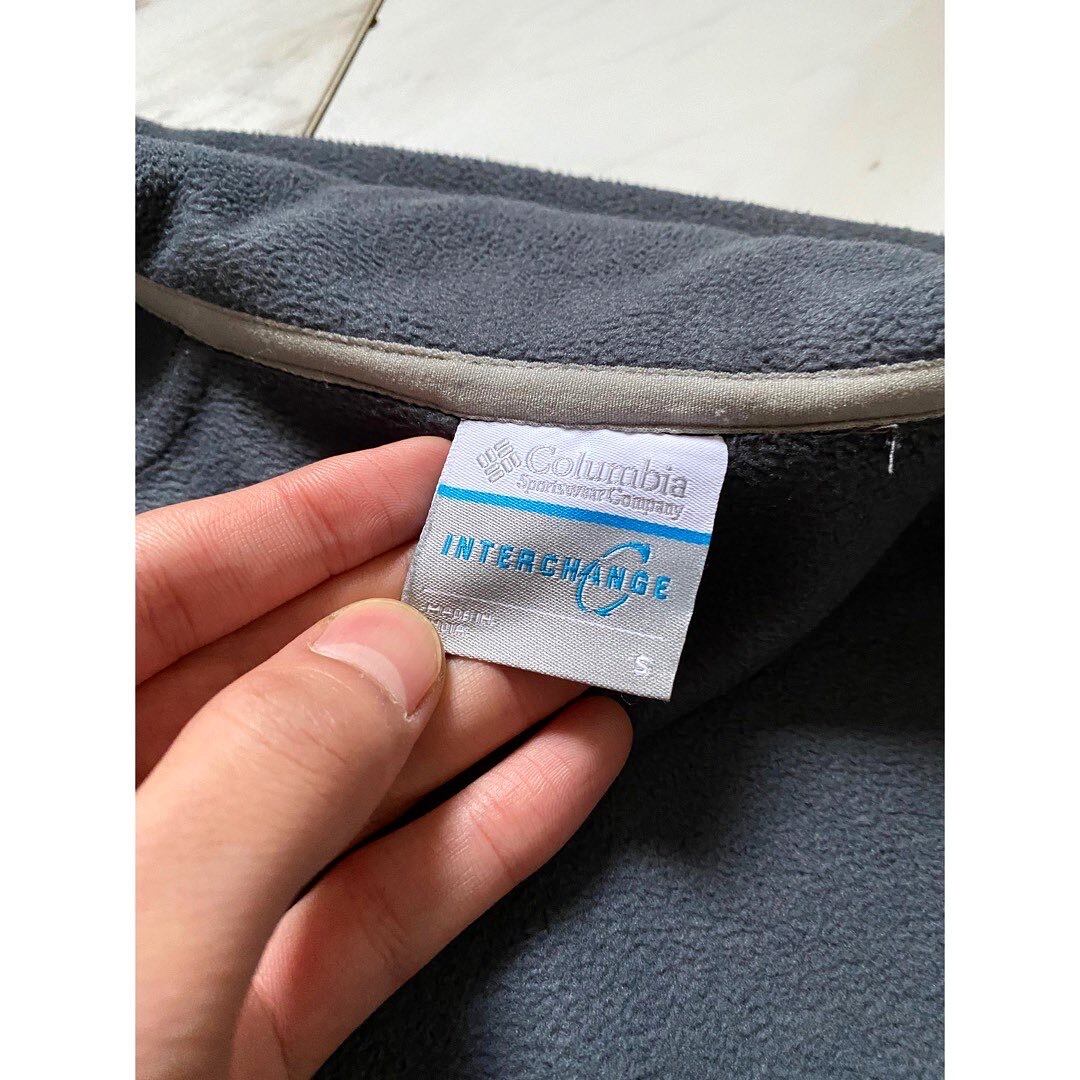 Columbia
Sportswear Company
INTERCHANGE
S